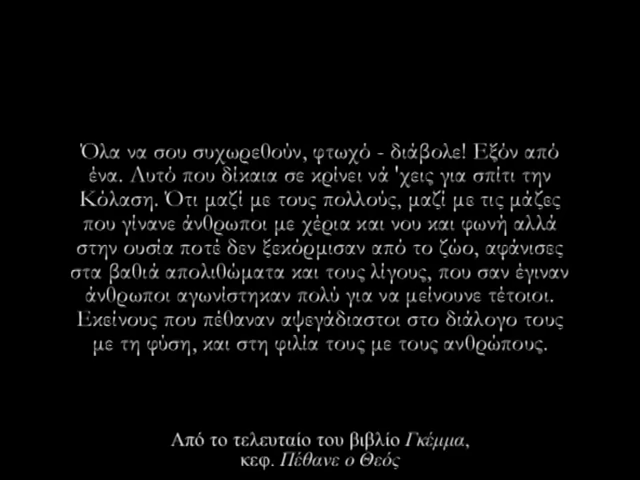 Όλα να σου συχωρεθούν, φτωχό - διάβολε! Εξόν από
ένα. Αυτό που δίκαια σε κρίνει νά 'χεις για σπίτι την
Κόλαση. Ότι μαζί με τους πολλούς, μαζί με τις μάζες
που γίνανε άνθρωποι με χέρια και νου και φωνή αλλά
στην ουσία ποτέ δεν ξεκόρμισαν από το ζώο, αφάνισες
στα βαθιά απολιθώματα και τους λίγους, που σαν έγιναν
άνθρωποι αγωνίστηκαν πολύ για να μείνουνε τέτοιοι.
Εκείνους που πέθαναν αψεγάδιαστοι στο διάλογο τους
με τη φύση, και στη φιλία τους με τους ανθρώπους.
Από το τελευταίο του βιβλίο Γκέμμα,
κεφ. Πέθανε ο Θεός